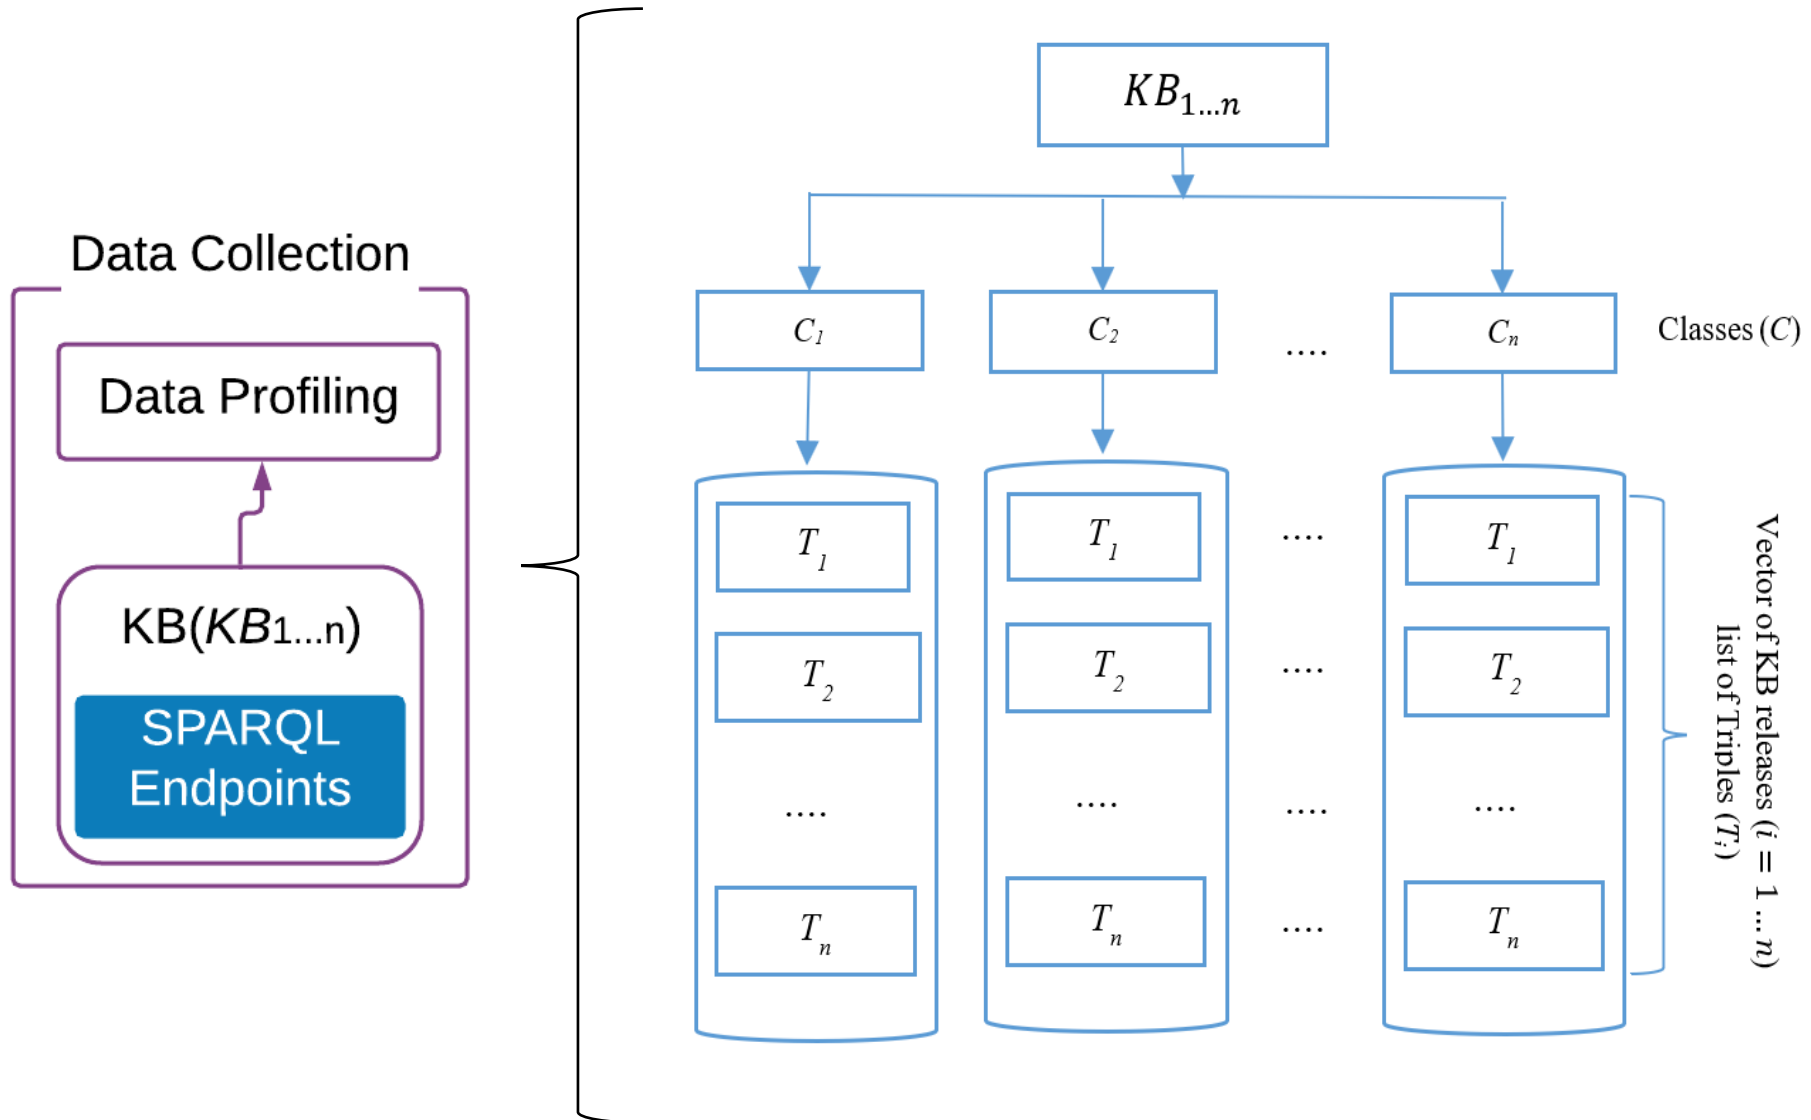 Data Collection
Data Profiling
KB(KB1...n)
SPARQL
Endpoints
KB1...n
C1
C2
....
Cn
Classes (C)
T1
T1
....
T1
T2
T2
....
T2
....
....
....
....
Tn
Tn
....
Tn
Vector of KB releases (i = 1 ... n)
list of Triples (Ti)